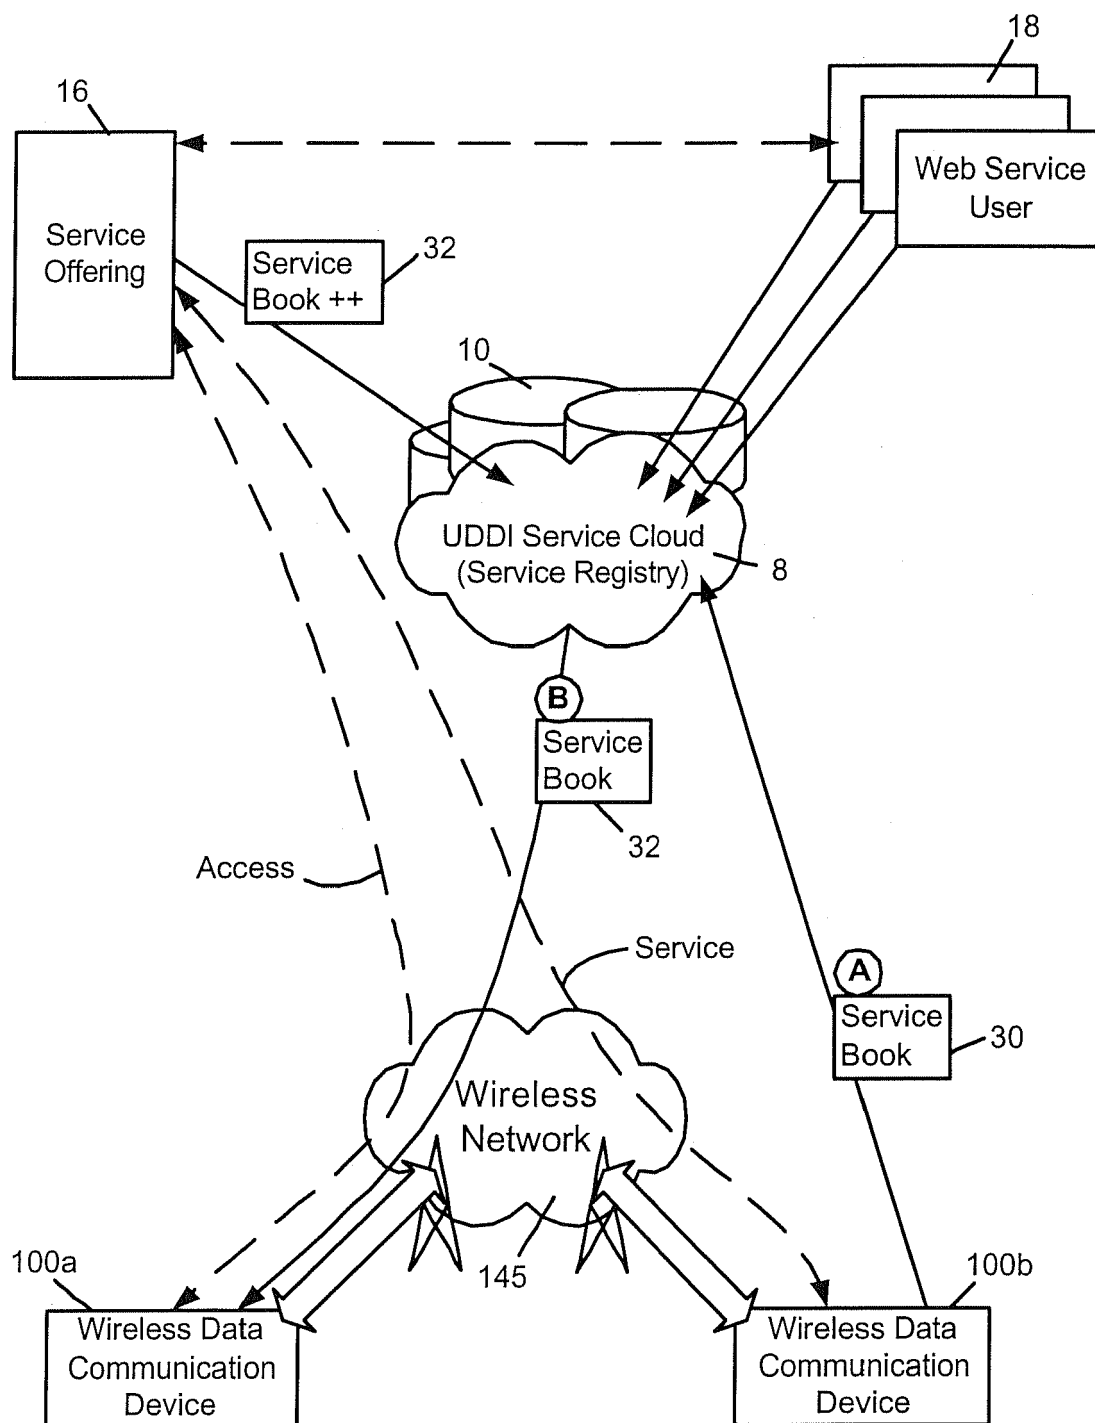 18
16
Web Service
User
Service
Offering
Service
Book ++
32
10
UDDI Service Cloud
(Service Registry)
8
B
Service
Book
32
Access
Service
A
Service
Book
30
Wireless
Network
145
100a
100b
Wireless Data
Communication
Device
Wireless Data
Communication
Device